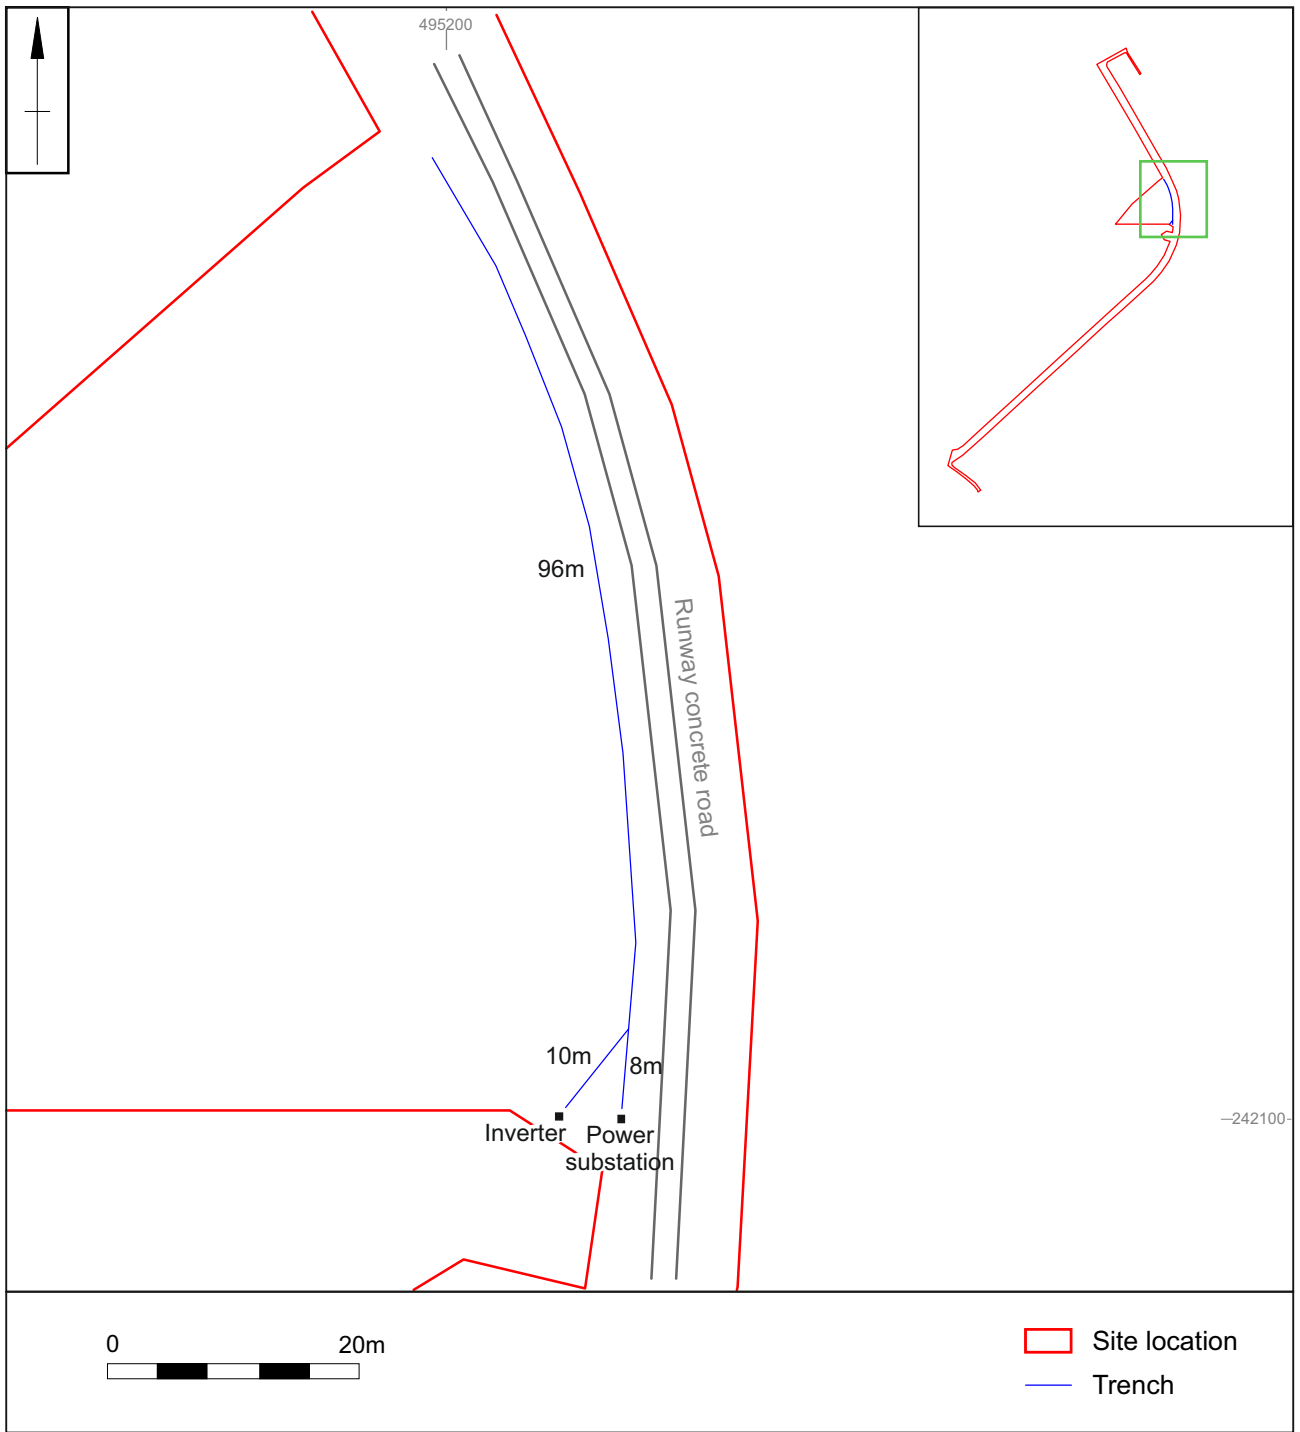 495200
96m
Runway concrete road
10m
8m
Inverter
Power
substation
242100
0
20m
Site location
Trench